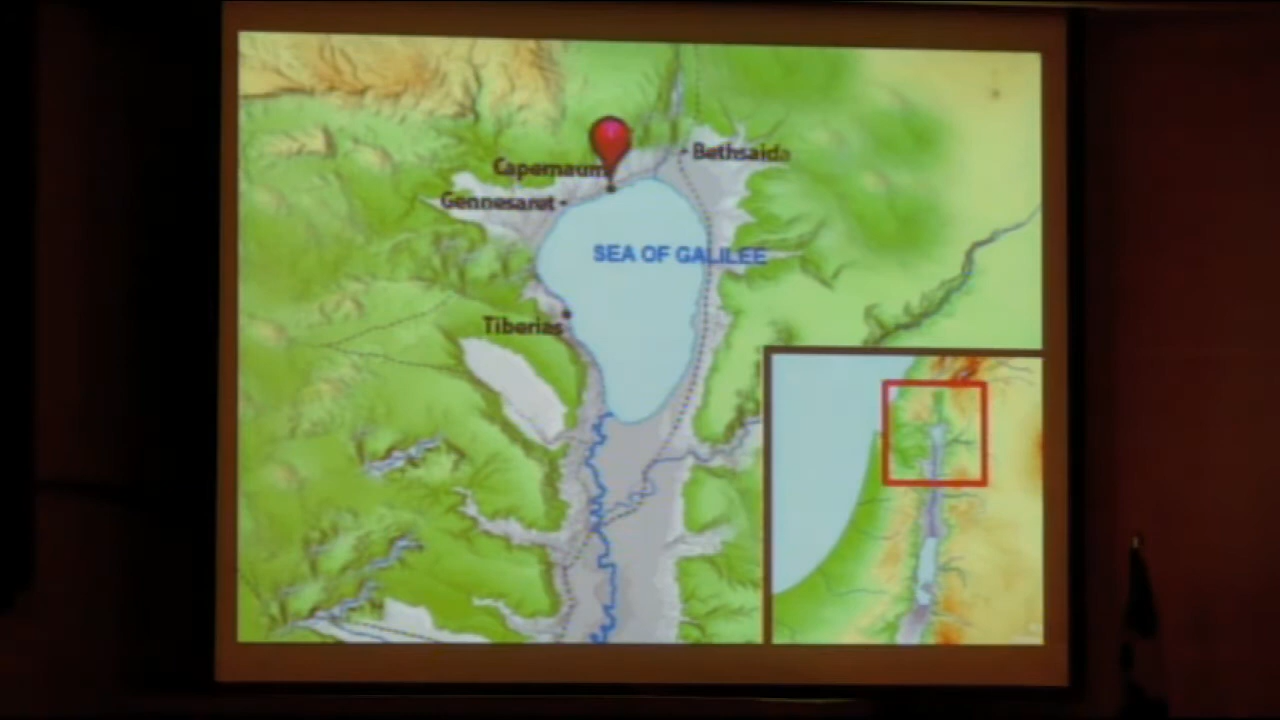 Bethsaida
Capernaum
Gennesaret
SEA OF GALILEE
Tiberias